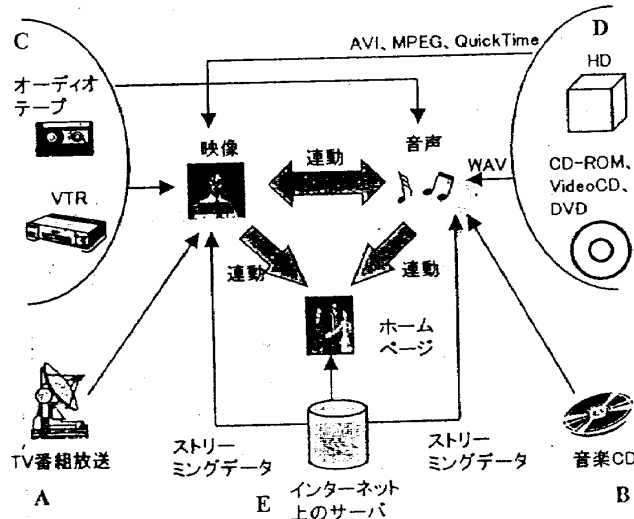 C
D
AVI、MPEG、QuickTime
HD
オーディオ
テープ
映像
連動
音声
WAV
CD-ROM、
VideoCD、
DVD
VTR
連動
連動
ホーム
ページ
TV番組放送
ストリー
ミングデータ
ストリー
ミングデータ
音楽CD
A
E
インターネット
上のサーバ
B